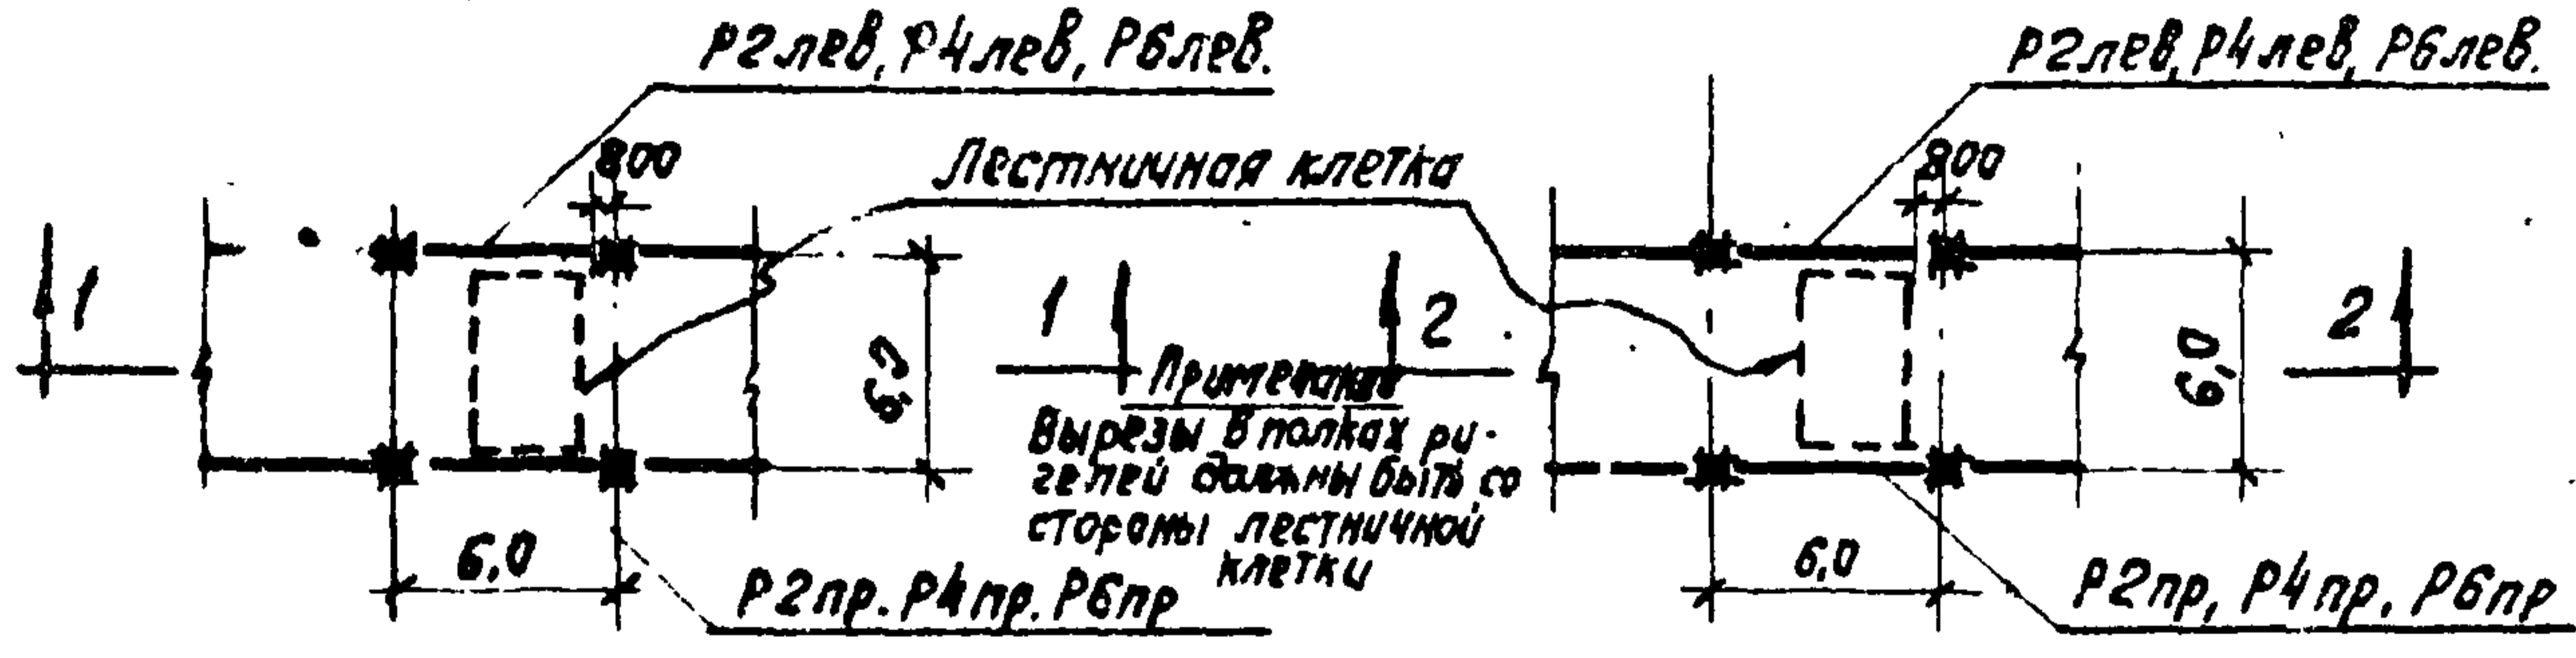 Р2лев, Р4лев, Р6лев.
Р2лев, Р4лев, Р6лев.
800
Лестничная клетка
800
1
1
2
2
6,0
6,0
Примечание
Вырезы в полках ри-
гелей должны быть со
стороны лестничной
клетки
6,0
6,0
Р2пр. Р4пр. Р6пр
Р2пр, Р4пр. Р6пр